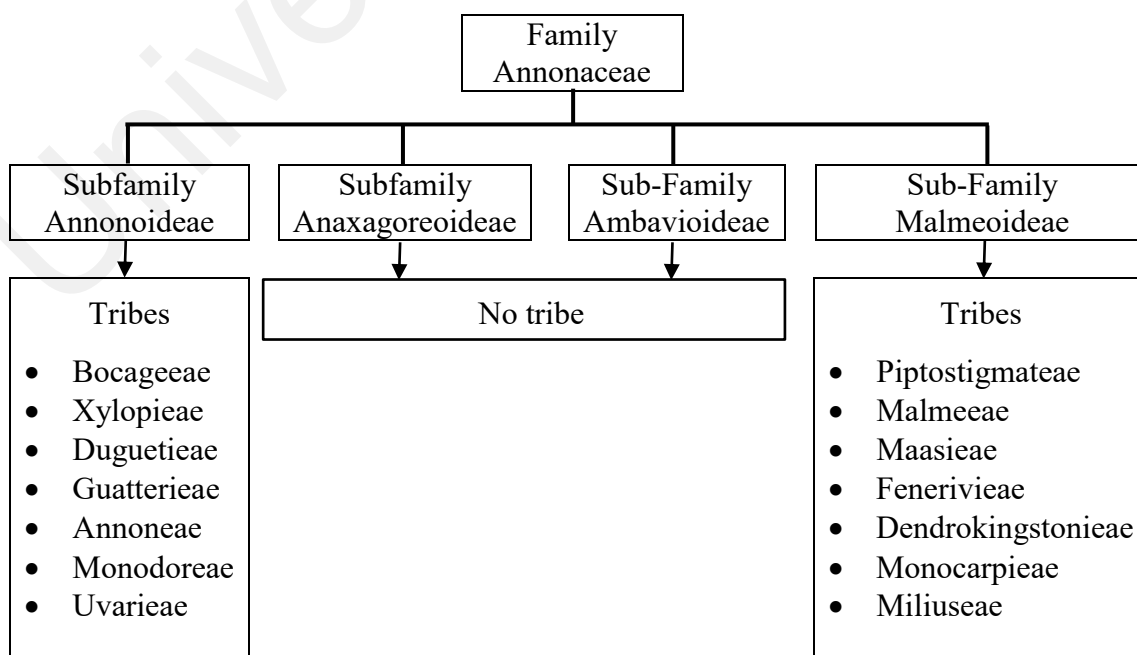 Unive
Family
Annonaceae
Subfamily
Annonoideae
Subfamily
Anaxagoreoideae
Sub-Family
Ambavioideae
Sub-Family
Malmeoideae
Tribes
• Bocageeae
• Xylopieae
• Duguetieae
• Guatterieae
• Annoneae
• Monodoreae
• Uvarieae
No tribe
Tribes
• Piptostigmateae
• Malmeeae
• Maasieae
• Fenerivieae
• Dendrokingstonieae
• Monocarpieae
• Miliuseae